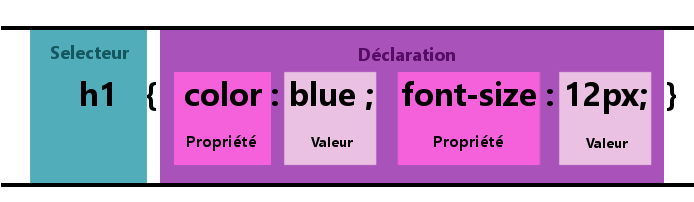 Selecteur
Déclaration
h1 { color : blue ; font-size : 12px; }
Propriété Valeur Propriété Valeur